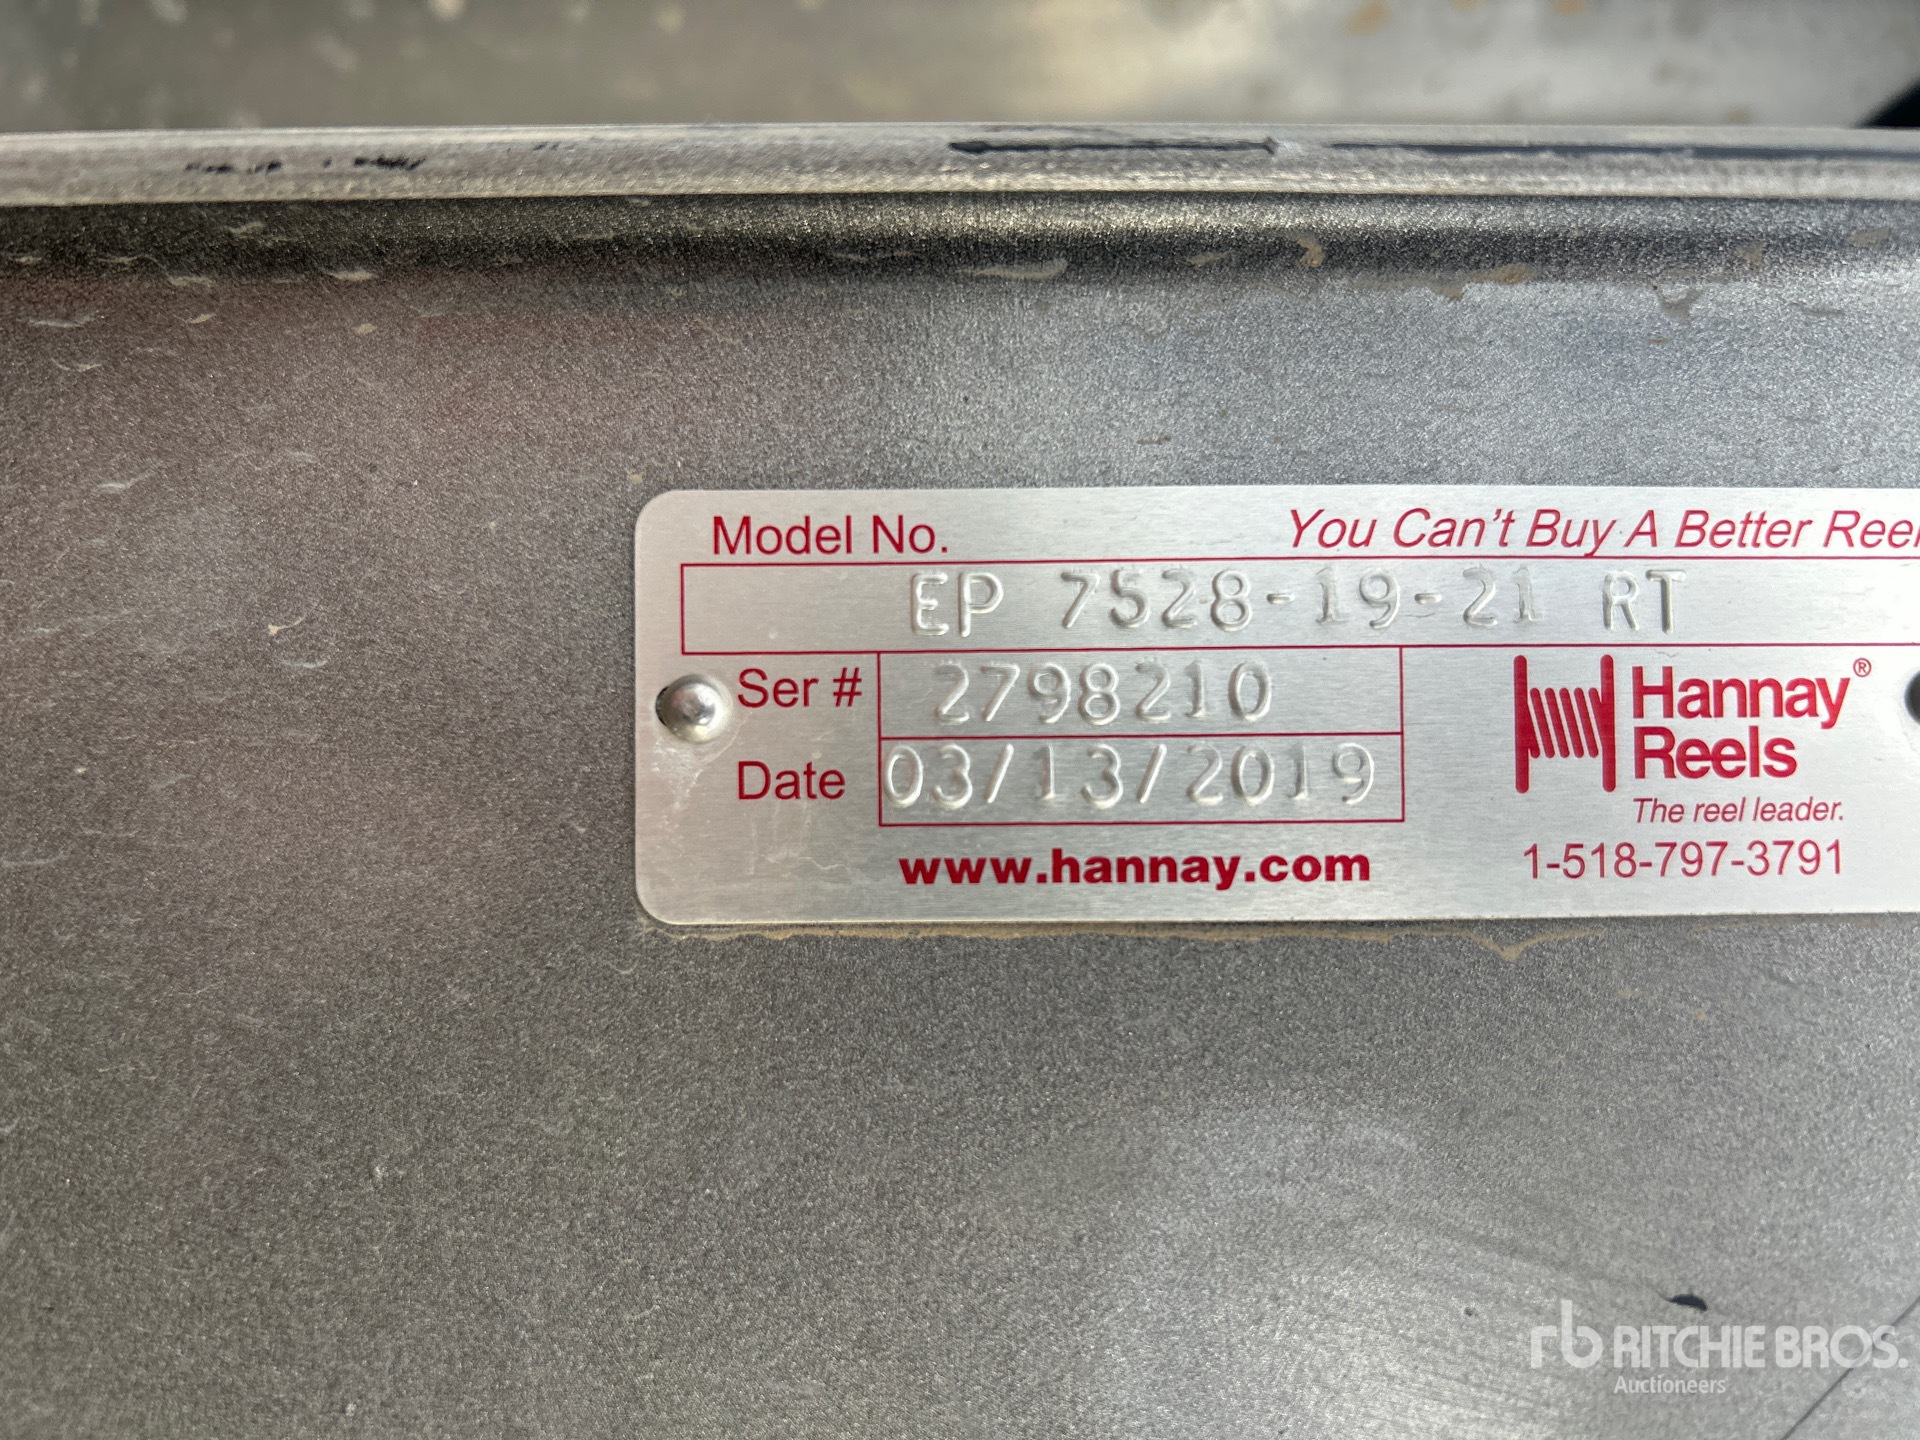 Model No.
You Can't Buy A Better Reel
EP 7528-19-21 RT
Ser # 2798210
Date 03/13/2019
Hannay®
Reels
The reel leader.
www.hannay.com
1-518-797-3791
rb RITCHIE BROS.
Auctioneers